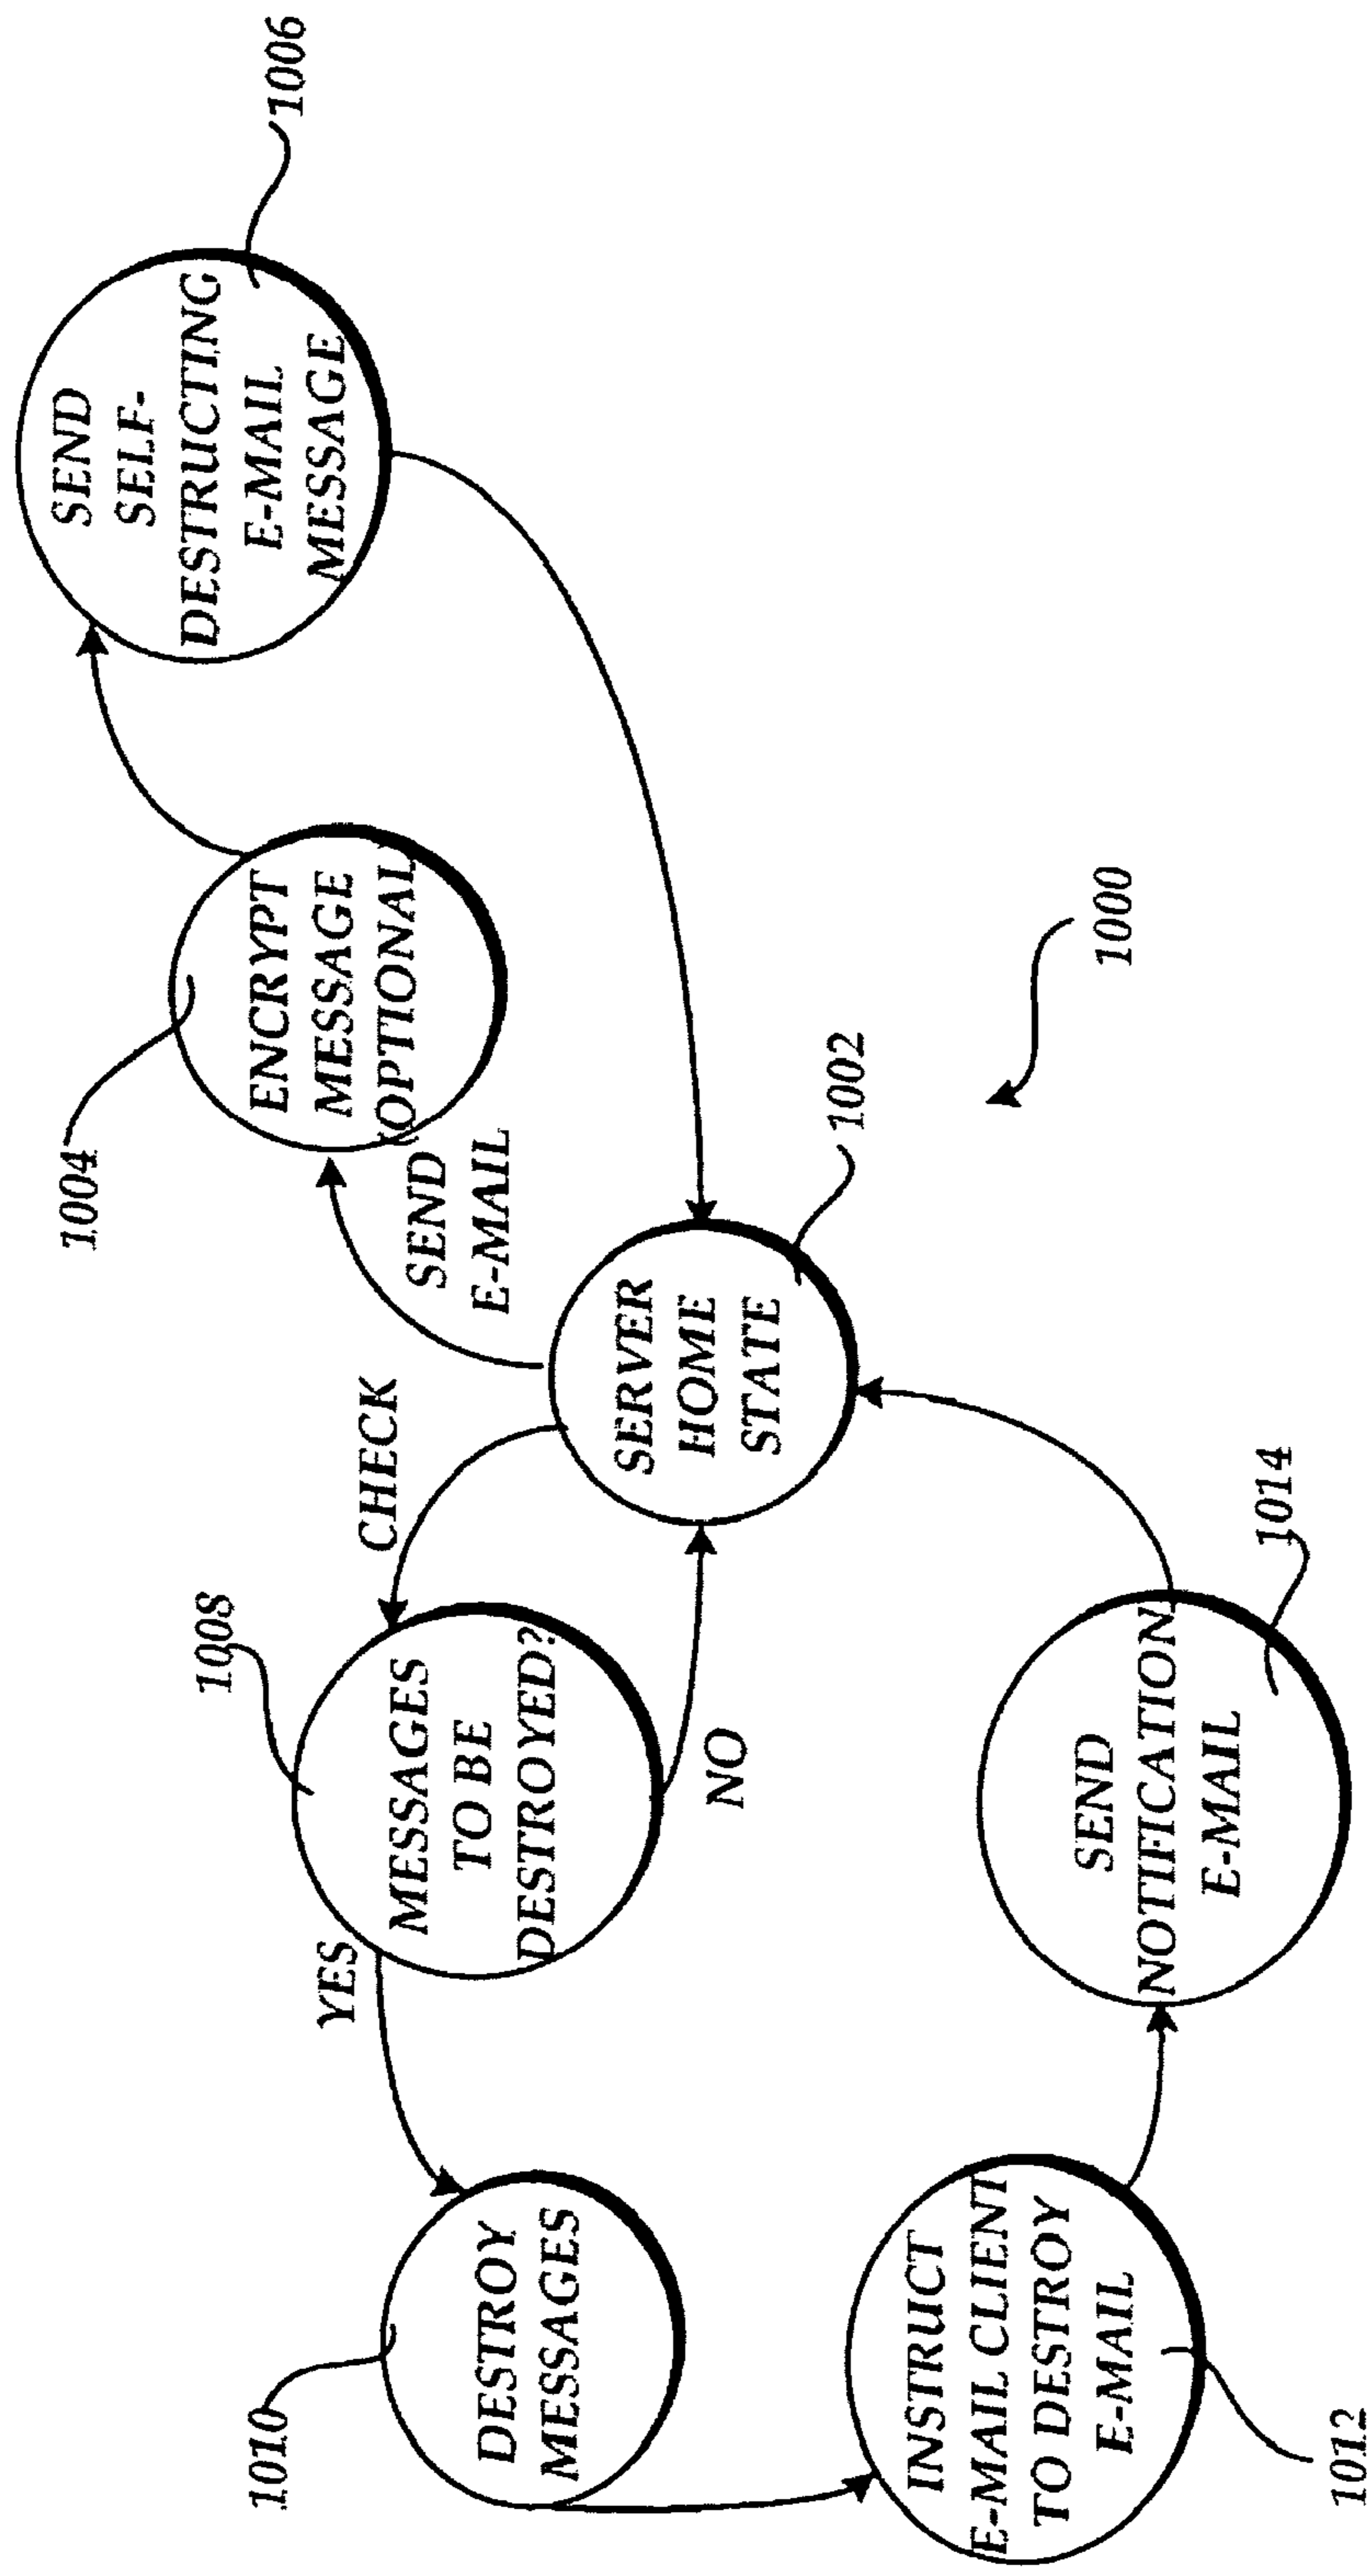 1006
SEND
SELF-
DESTRUCTING
E-MAIL
MESSAGE
1004
ENCRYPT
MESSAGE
(OPTIONAL)
SEND
E-MAIL
1000
1002
SERVER
HOME
STATE
CHECK
1008
MESSAGES
TO BE
DESTROYED?
NO
YES
1010
DESTROY
MESSAGES
1012
INSTRUCT
E-MAIL CLIENT
TO DESTROY
E-MAIL
1014
SEND
NOTIFICATION
E-MAIL